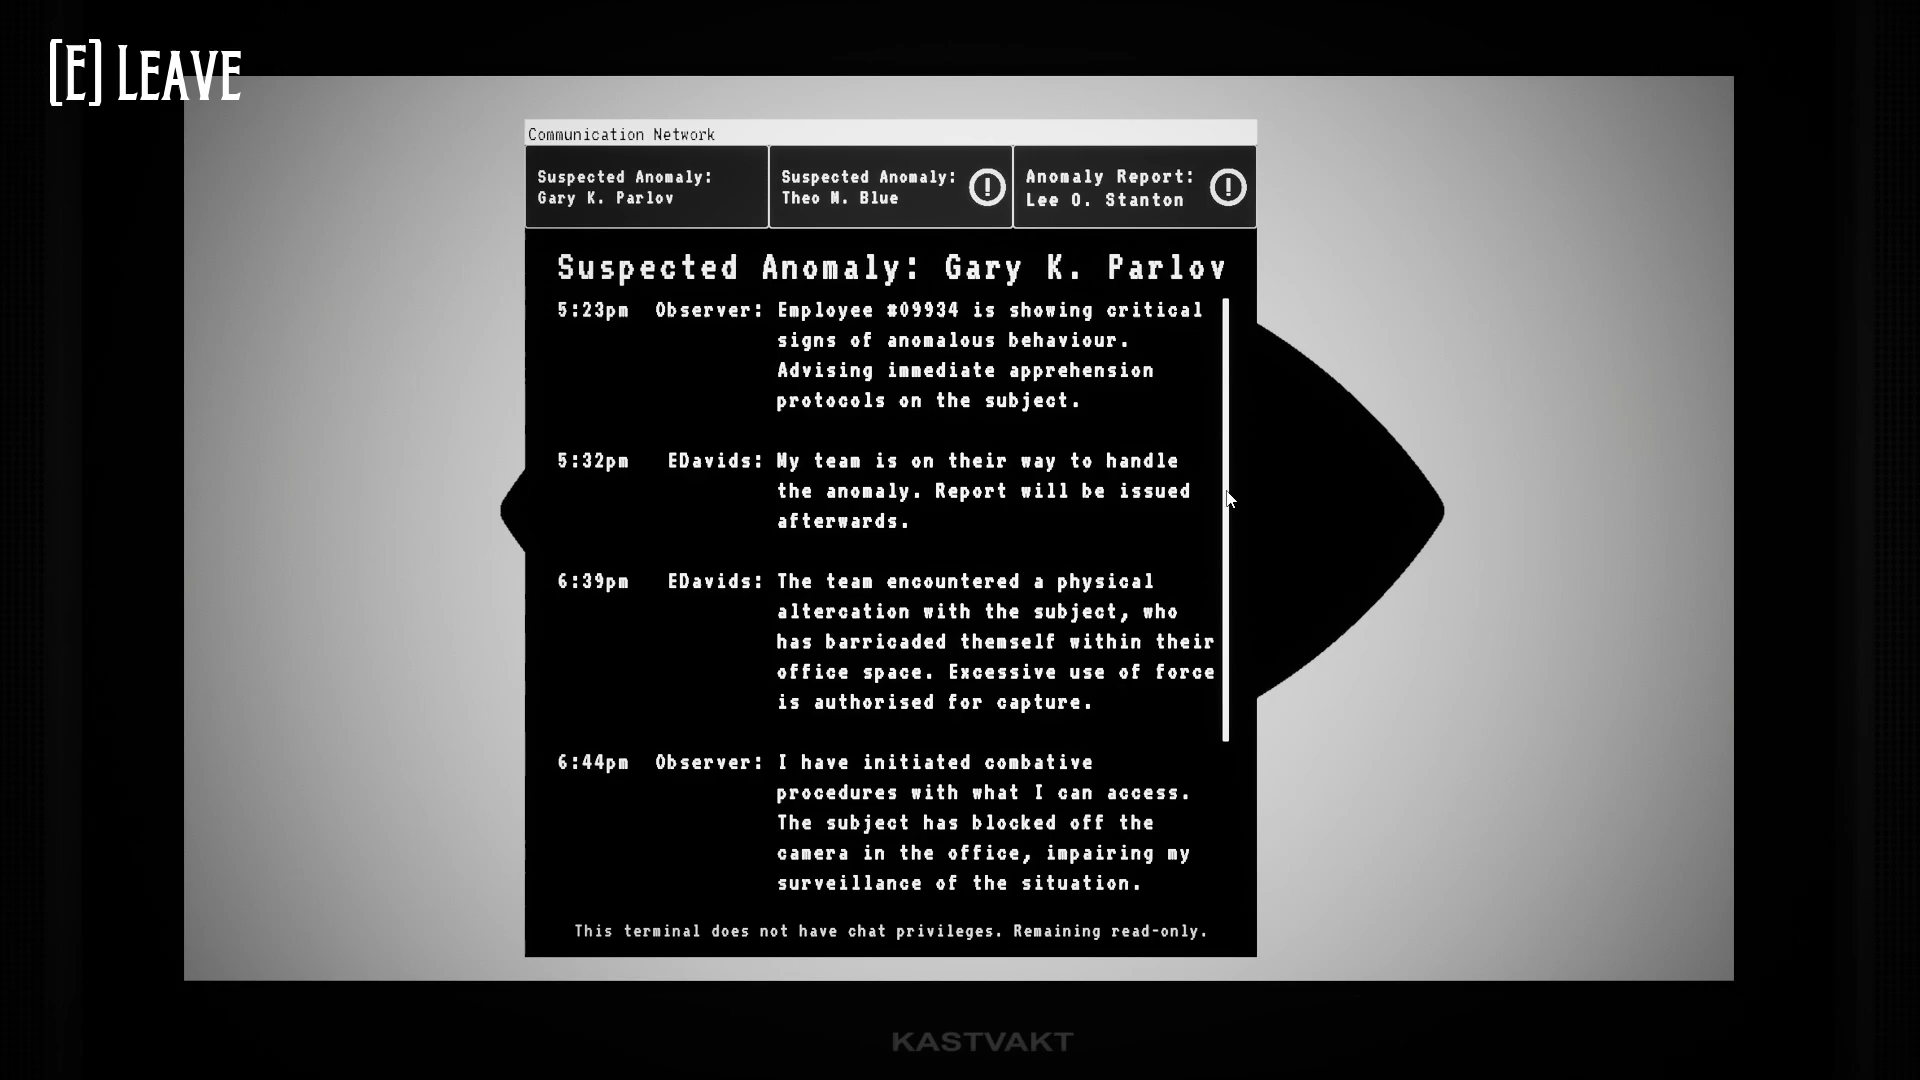 [E] LEAVE
Communication Network
Suspected Anomaly:
Gary K. Parlov
Suspected Anomaly:
Theo M. Blue
Anomaly Report:
Lee O. Stanton
Suspected Anomaly: Gary K. Parlov
5:23pm Observer: Employee #09934 is showing critical
signs of anomalous behaviour.
Advising immediate apprehension
protocols on the subject.
5:32pm EDavids: My team is on their way to handle
the anomaly. Report will be issued
afterwards.
6:39pm EDavids: The team encountered a physical
altercation with the subject, who
has barricaded themself within their
office space. Excessive use of force
is authorised for capture.
6:44pm Observer: I have initiated combative
procedures with what I can access.
The subject has blocked off the
camera in the office, impairing my
surveillance of the situation.
This terminal does not have chat privileges. Remaining read-only.
KASTVAKT